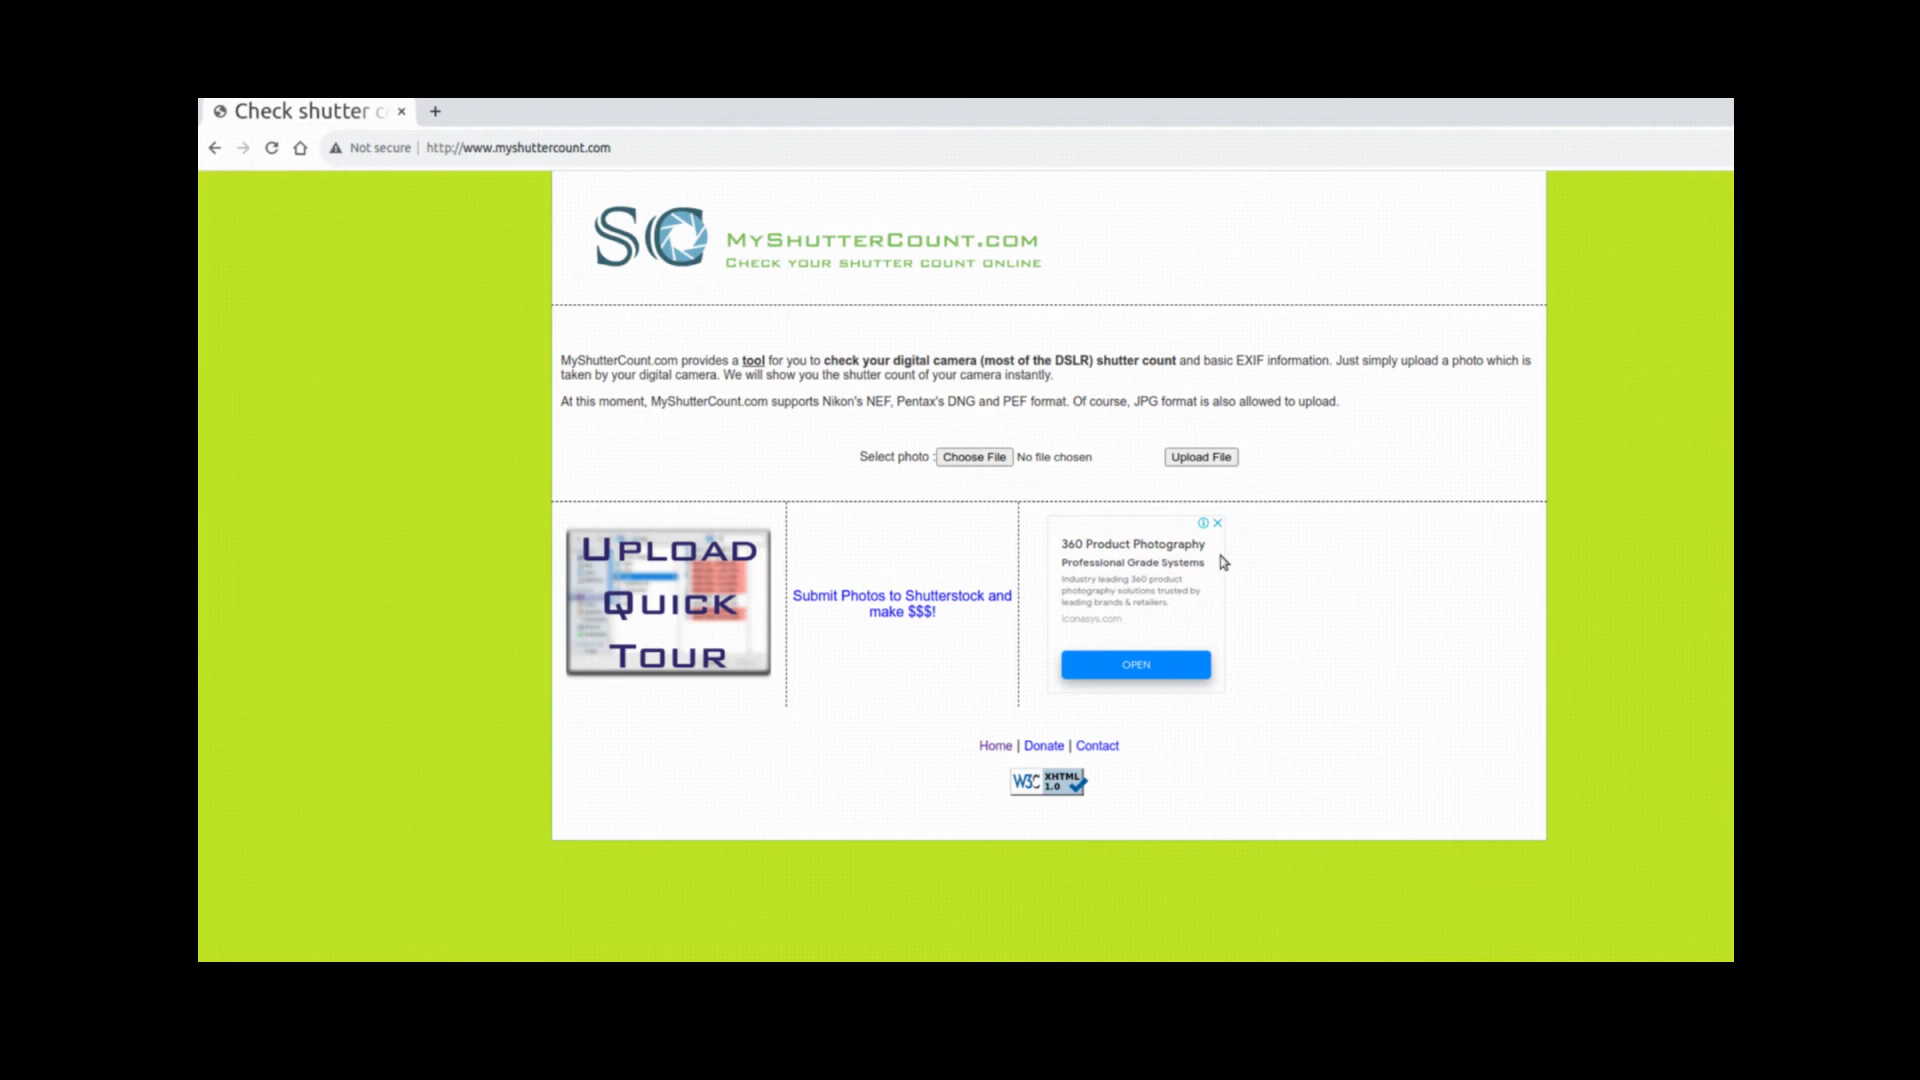 Check shutter c
Not secure | http://www.myshuttercount.com
SC
MyShutterCount.com
Check your shutter count online
MyShutterCount.com provides a tool for you to check your digital camera (most of the DSLR) shutter count and basic EXIF information. Just simply upload a photo which is
taken by your digital camera. We will show you the shutter count of your camera instantly.
At this moment, MyShutterCount.com supports Nikon's NEF, Pentax's DNG and PEF format. Of course, JPG format is also allowed to upload.
Select photo : Choose File No file chosen Upload File
Upload
Quick
Tour
Submit Photos to Shutterstock and
make $$$!
360 Product Photography
Professional Grade Systems
Industry leading 360 product
photography solutions trusted by
leading brands & retailers.
iconasys.com
OPEN
Home | Donate | Contact
W3C XHTML
1.0